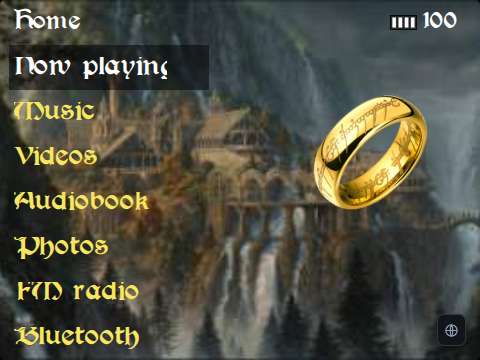 Home
100
Now playing
Music
Videos
Audiobook
Photos
FM radio
Bluetooth